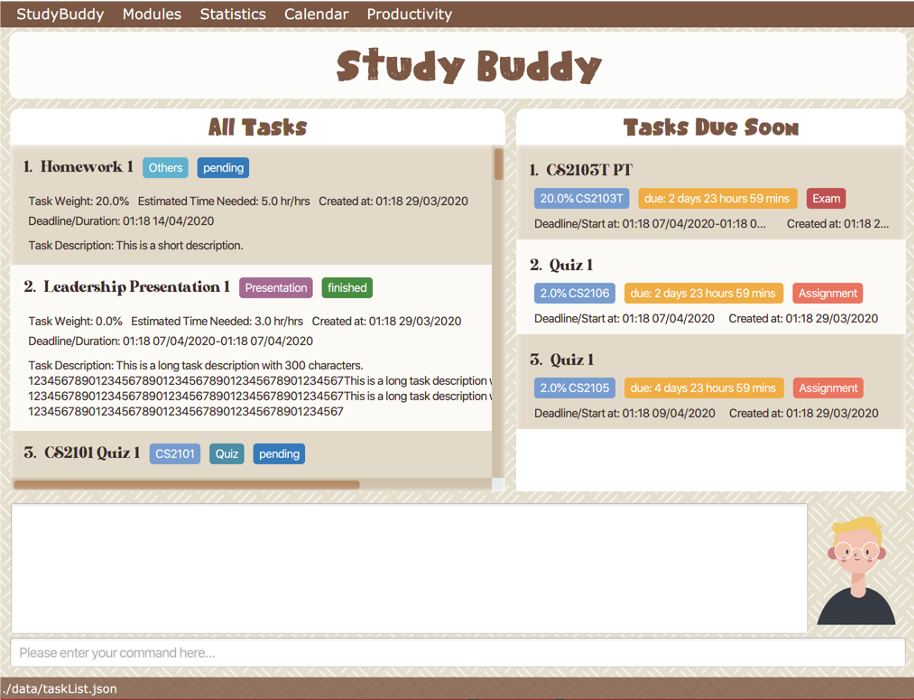 StudyBuddy Modules Statistics Calendar Productivity
Study Buddy
All Tasks
1. Homework 1 Others pending
Task Weight: 20.0% Estimated Time Needed: 5.0 hr/hrs Created at: 01:18 29/03/2020
Deadline/Duration: 01:18 14/04/2020
Task Description: This is a short description.
2. Leadership Presentation 1 Presentation finished
Task Weight: 0.0% Estimated Time Needed: 3.0 hr/hrs Created at: 01:18 29/03/2020
Deadline/Duration: 01:18 07/04/2020-01:18 07/04/2020
Task Description: This is a long task description with 300 characters.
12345678901234567890123456789012345678901234567This is a long task description
12345678901234567890123456789012345678901234567This is a long task description
12345678901234567890123456789012345678901234567
3. CS2101 Quiz 1 CS2101 Quiz pending
Tasks Due Soon
1. CS2103T PT
20.0% CS2103T due: 2 days 23 hours 59 mins Exam
Deadline/Start at: 01:18 07/04/2020-01:18 0... Created at: 01:18 2...
2. Quiz 1
2.0% CS2106 due: 2 days 23 hours 59 mins Assignment
Deadline/Start at: 01:18 07/04/2020 Created at: 01:18 29/03/2020
3. Quiz 1
2.0% CS2105 due: 4 days 23 hours 59 mins Assignment
Deadline/Start at: 01:18 09/04/2020 Created at: 01:18 29/03/2020
Please enter your command here...
./data/taskList.json